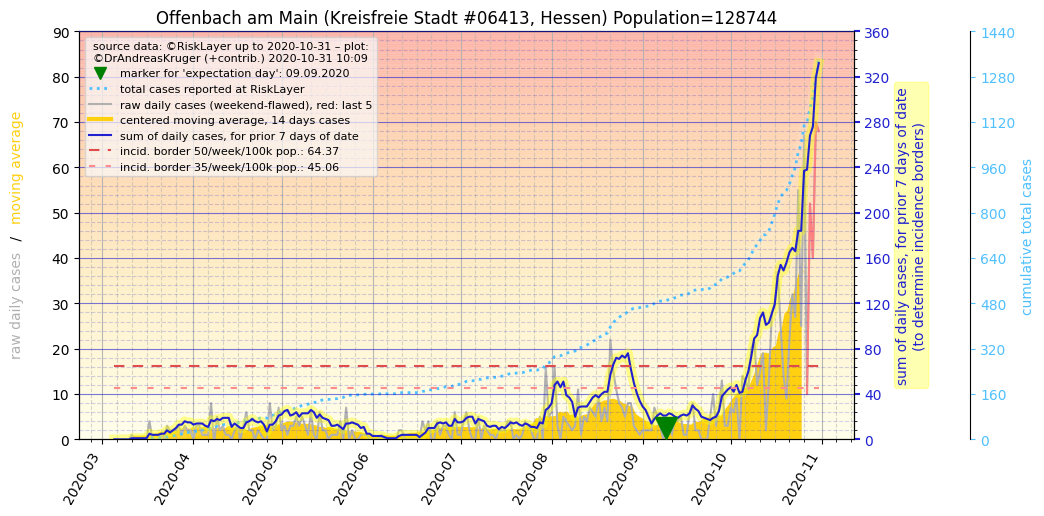 Offenbach am Main (Kreisfreie Stadt #06413, Hessen) Population=128744
source data: ©RiskLayer up to 2020-10-31 – plot:
©DrAndreasKruger (+contrib.) 2020-10-31 10:09
marker for 'expectation day': 09.09.2020
total cases reported at RiskLayer
raw daily cases (weekend-flawed), red: last 5
centered moving average, 14 days cases
sum of daily cases, for prior 7 days of date
incid. border 50/week/100k pop.: 64.37
incid. border 35/week/100k pop.: 45.06
raw daily cases / moving average
90
80
70
60
50
40
30
20
10
0
360
320
280
240
200
160
120
80
40
0
sum of daily cases, for prior 7 days of date
(to determine incidence borders)
1440
1280
1120
960
800
640
480
320
160
0
cumulative total cases
2020-03
2020-04
2020-05
2020-06
2020-07
2020-08
2020-09
2020-10
2020-11